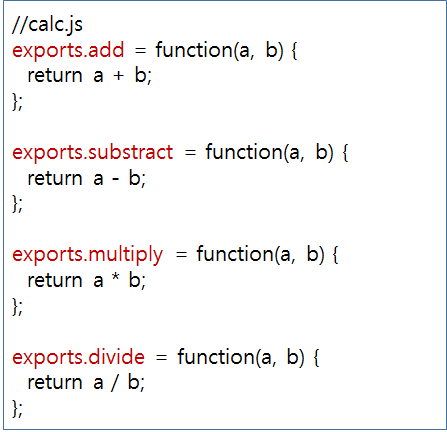 //calc.js
exports.add = function(a, b) {
  return a + b;
};

exports.substract = function(a, b) {
  return a - b;
};

exports.multiply = function(a, b) {
  return a * b;
};

exports.divide = function(a, b) {
  return a / b;
};